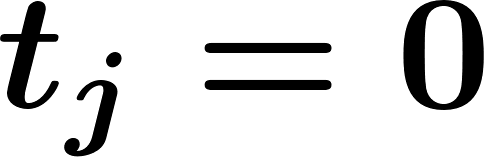 t_j = 0